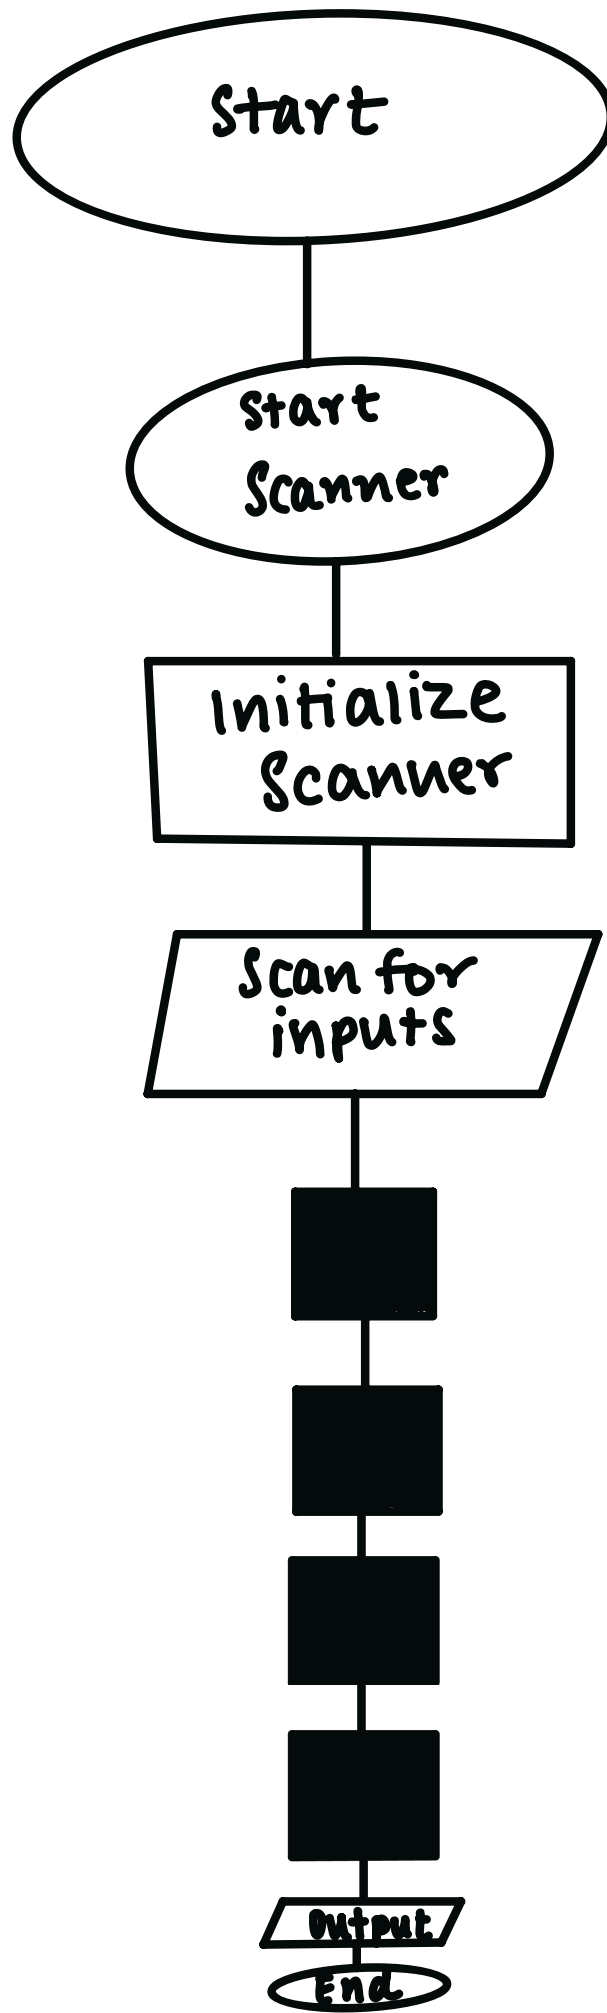 Start
Start
Scanner
Initialize
Scanner
Scan for
inputs
Output
End